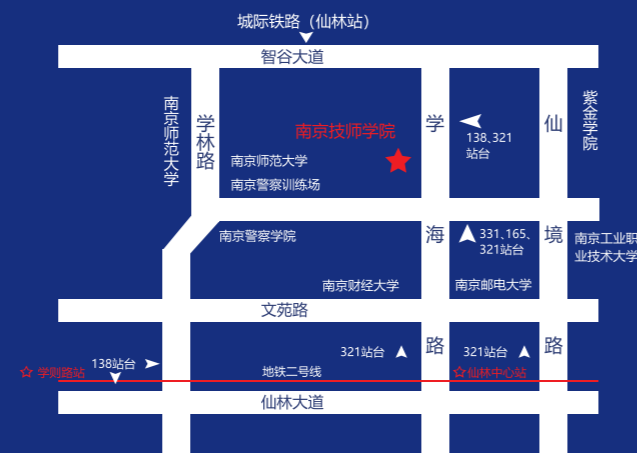 城际铁路（仙林站）
智谷大道
南京师范大学
学林路
南京技师学院
南京师范大学
南京警察训练场
学海路
138,321
站台
仙境路
紫金学院
南京警察学院
331、165、
321站台
南京工业职
业技术大学
南京财经大学
南京邮电大学
文苑路
321站台
321站台
138站台
学则路站
地铁二号线
仙林中心站
仙林大道